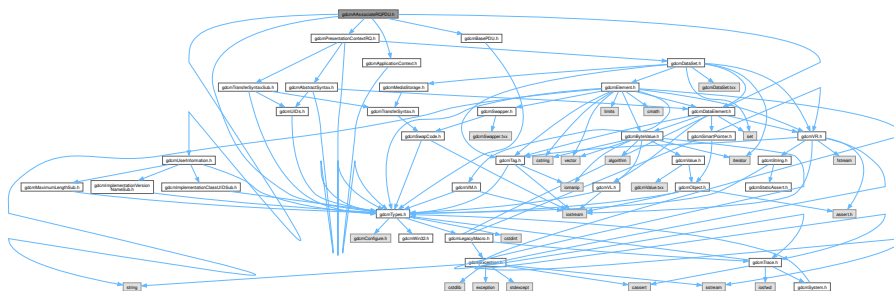 gdcmAAssociateRQPDU.h
gdcmPresentationContextRQ.h
gdcmBasePDU.h
gdcmApplicationContext.h
gdcmDataSet.h
gdcmTransferSyntaxSub.h
gdcmAbstractSyntax.h
gdcmMediaStorage.h
gdcmElement.h
gdcmDataSet.txx
gdcmUIDs.h
gdcmTransferSyntax.h
gdcmSwapper.h
limits
cmath
gdcmDataElement.h
gdcmSwapCode.h
gdcmSwapper.txx
gdcmByteValue.h
gdcmSmartPointer.h
set
gdcmVR.h
gdcmUserInformation.h
gdcmTag.h
cstring
vector
algorithm
gdcmValue.h
iterator
gdcmString.h
fstream
gdcmMaximumLengthSub.h
gdcmImplementationVersion
NameSub.h
gdcmImplementationClassUIDSub.h
gdcmVM.h
iomanip
gdcmVL.h
gdcmValue.txx
gdcmObject.h
gdcmStaticAssert.h
gdcmTypes.h
iostream
assert.h
gdcmConfigure.h
gdcmWin32.h
gdcmLegacyMacro.h
cstdint
gdcmTrace.h
string
cstdlib
exception
stdexcept
cassert
sstream
iosfwd
gdcmSystem.h